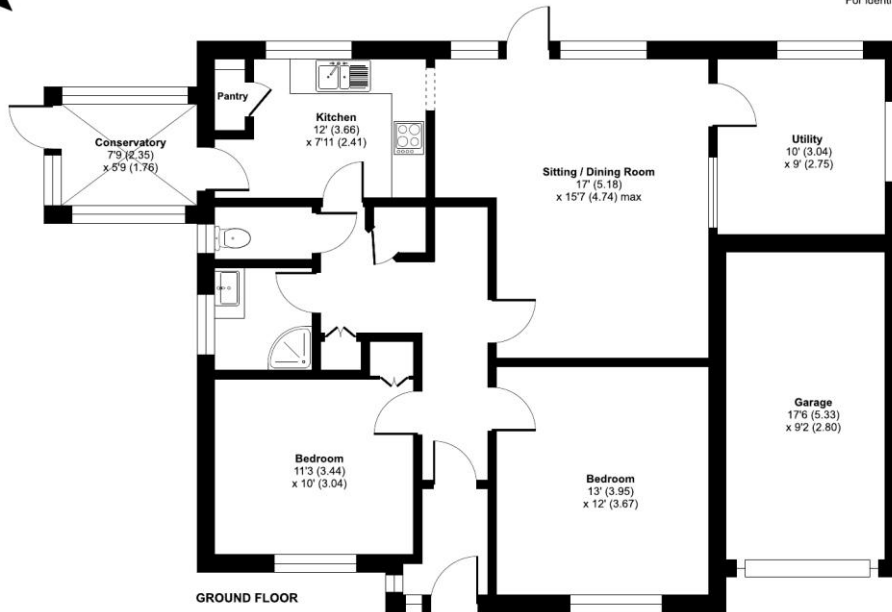 For identi
Pantry
Kitchen
12' (3.66)
x 7'11 (2.41)
Conservatory
7'9 (2.35)
x 5'9 (1.76)
Sitting / Dining Room
17' (5.18)
x 15'7 (4.74) max
Utility
10' (3.04)
x 9' (2.75)
Garage
17'6 (5.33)
x 9'2 (2.80)
Bedroom
11'3 (3.44)
x 10' (3.04)
Bedroom
13' (3.95)
x 12' (3.67)
GROUND FLOOR